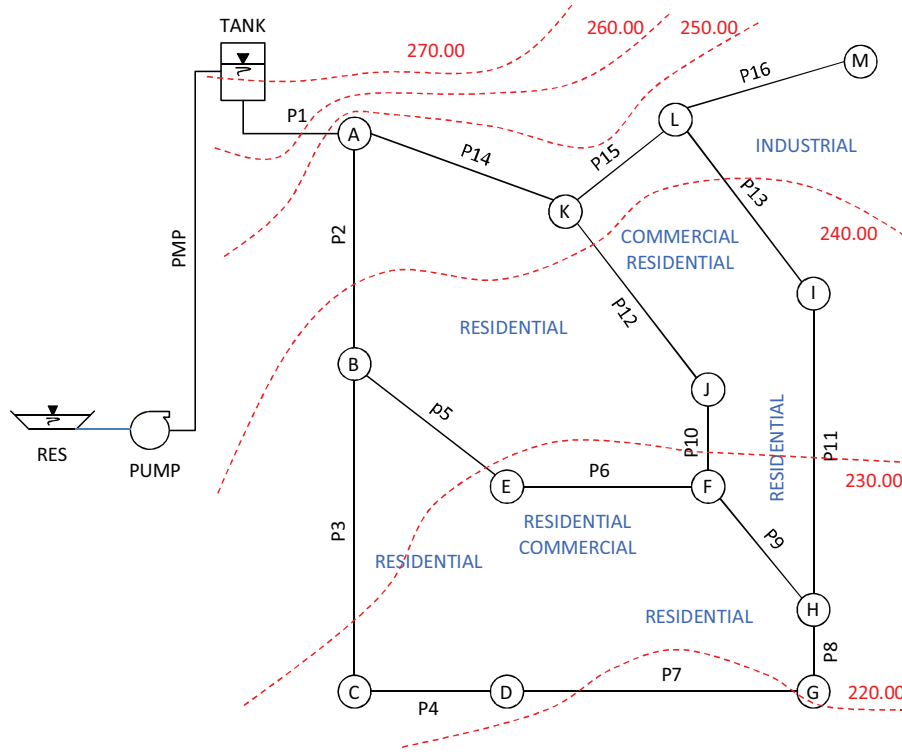 TANK
270.00
260.00
250.00
P16
M
P1
A
L
P14
P15
INDUSTRIAL
P13
K
P2
PMP
COMMERCIAL
RESIDENTIAL
240.00
I
P12
RESIDENTIAL
B
J
p5
RES
PUMP
P10
RESIDENTIAL
P11
P6
230.00
E
F
P3
RESIDENTIAL
COMMERCIAL
P9
RESIDENTIAL
H
RESIDENTIAL
P8
P7
C
D
G
220.00
P4